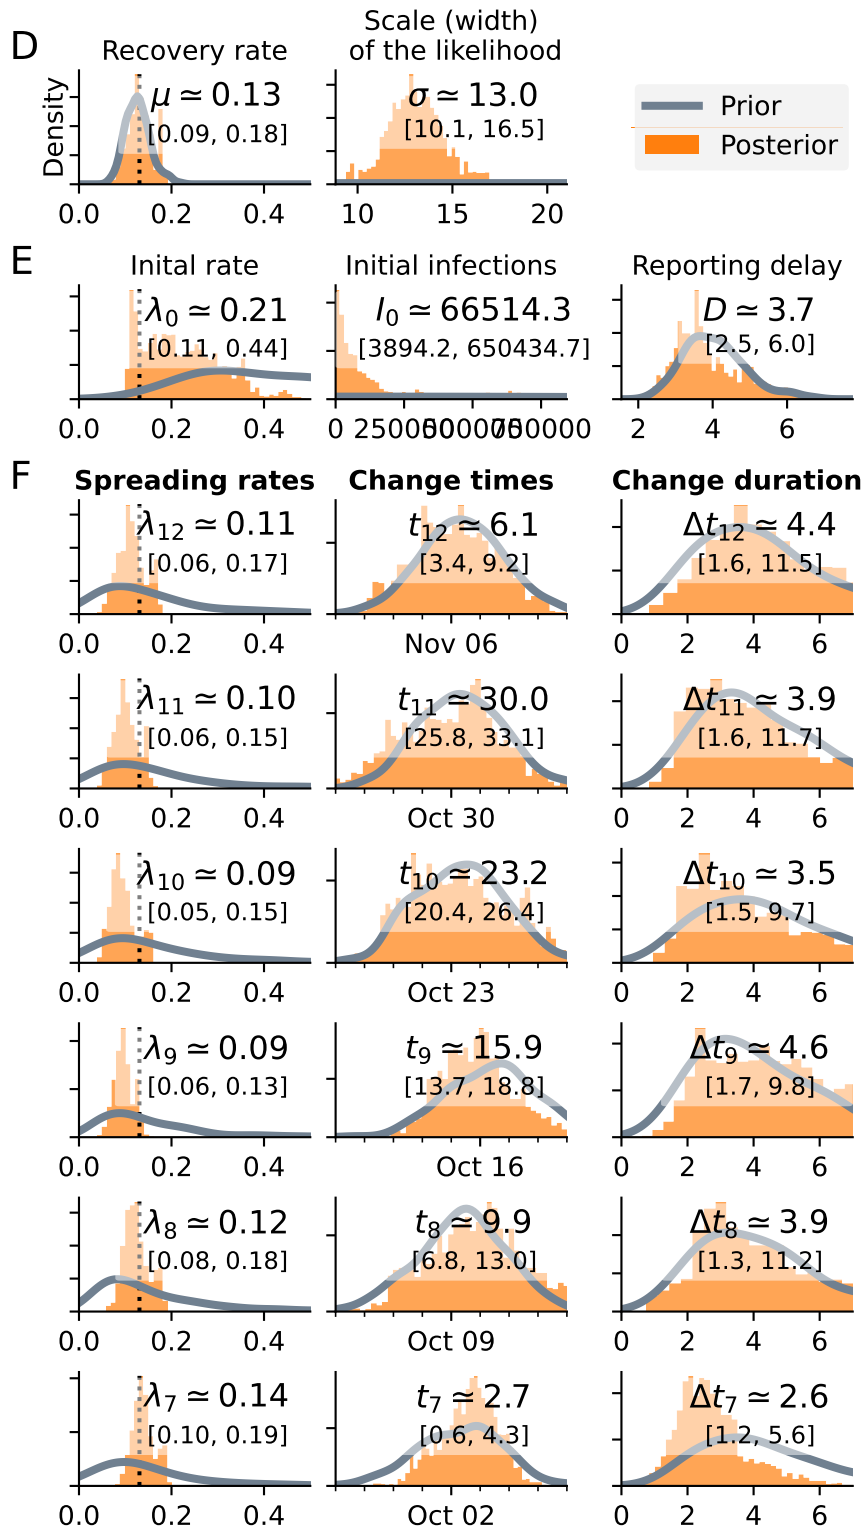 D
Recovery rate
Scale (width)
of the likelihood
Density
μ ≃ 0.13
[0.09, 0.18]
0.0 0.2 0.4
σ ≃ 13.0
[10.1, 16.5]
10 15 20
Prior
Posterior
E
Inital rate
Initial infections
Reporting delay
λ0 ≃ 0.21
[0.11, 0.44]
0.0 0.2 0.4
I0 ≃ 66514.3
[3894.2, 650434.7]
0 250000 500000 750000
D ≃ 3.7
[2.5, 6.0]
2 4 6
F
Spreading rates
Change times
Change duration
λ12 ≃ 0.11
[0.06, 0.17]
0.0 0.2 0.4
t12 ≃ 6.1
[3.4, 9.2]
Nov 06
Δt12 ≃ 4.4
[1.6, 11.5]
0 2 4 6
λ11 ≃ 0.10
[0.06, 0.15]
0.0 0.2 0.4
t11 ≃ 30.0
[25.8, 33.1]
Oct 30
Δt11 ≃ 3.9
[1.6, 11.7]
0 2 4 6
λ10 ≃ 0.09
[0.05, 0.15]
0.0 0.2 0.4
t10 ≃ 23.2
[20.4, 26.4]
Oct 23
Δt10 ≃ 3.5
[1.5, 9.7]
0 2 4 6
λ9 ≃ 0.09
[0.06, 0.13]
0.0 0.2 0.4
t9 ≃ 15.9
[13.7, 18.8]
Oct 16
Δt9 ≃ 4.6
[1.7, 9.8]
0 2 4 6
λ8 ≃ 0.12
[0.08, 0.18]
0.0 0.2 0.4
t8 ≃ 9.9
[6.8, 13.0]
Oct 09
Δt8 ≃ 3.9
[1.3, 11.2]
0 2 4 6
λ7 ≃ 0.14
[0.10, 0.19]
0.0 0.2 0.4
t7 ≃ 2.7
[0.6, 4.3]
Oct 02
Δt7 ≃ 2.6
[1.2, 5.6]
0 2 4 6